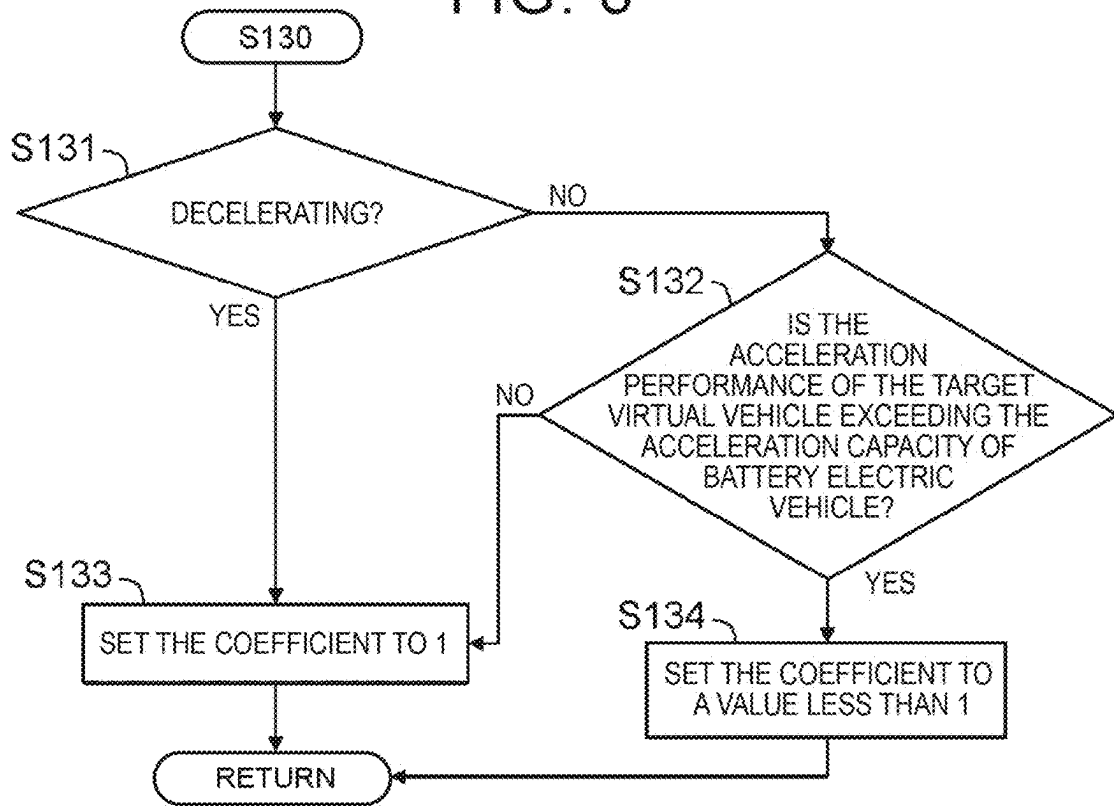 FIG.
S130
S131
DECELERATING?
NO
YES
S132
IS THE
ACCELERATION
PERFORMANCE OF THE TARGET
VIRTUAL VEHICLE EXCEEDING THE
ACCELERATION CAPACITY OF
BATTERY ELECTRIC
VEHICLE?
NO
YES
S133
SET THE COEFFICIENT TO 1
S134
SET THE COEFFICIENT TO
A VALUE LESS THAN 1
RETURN